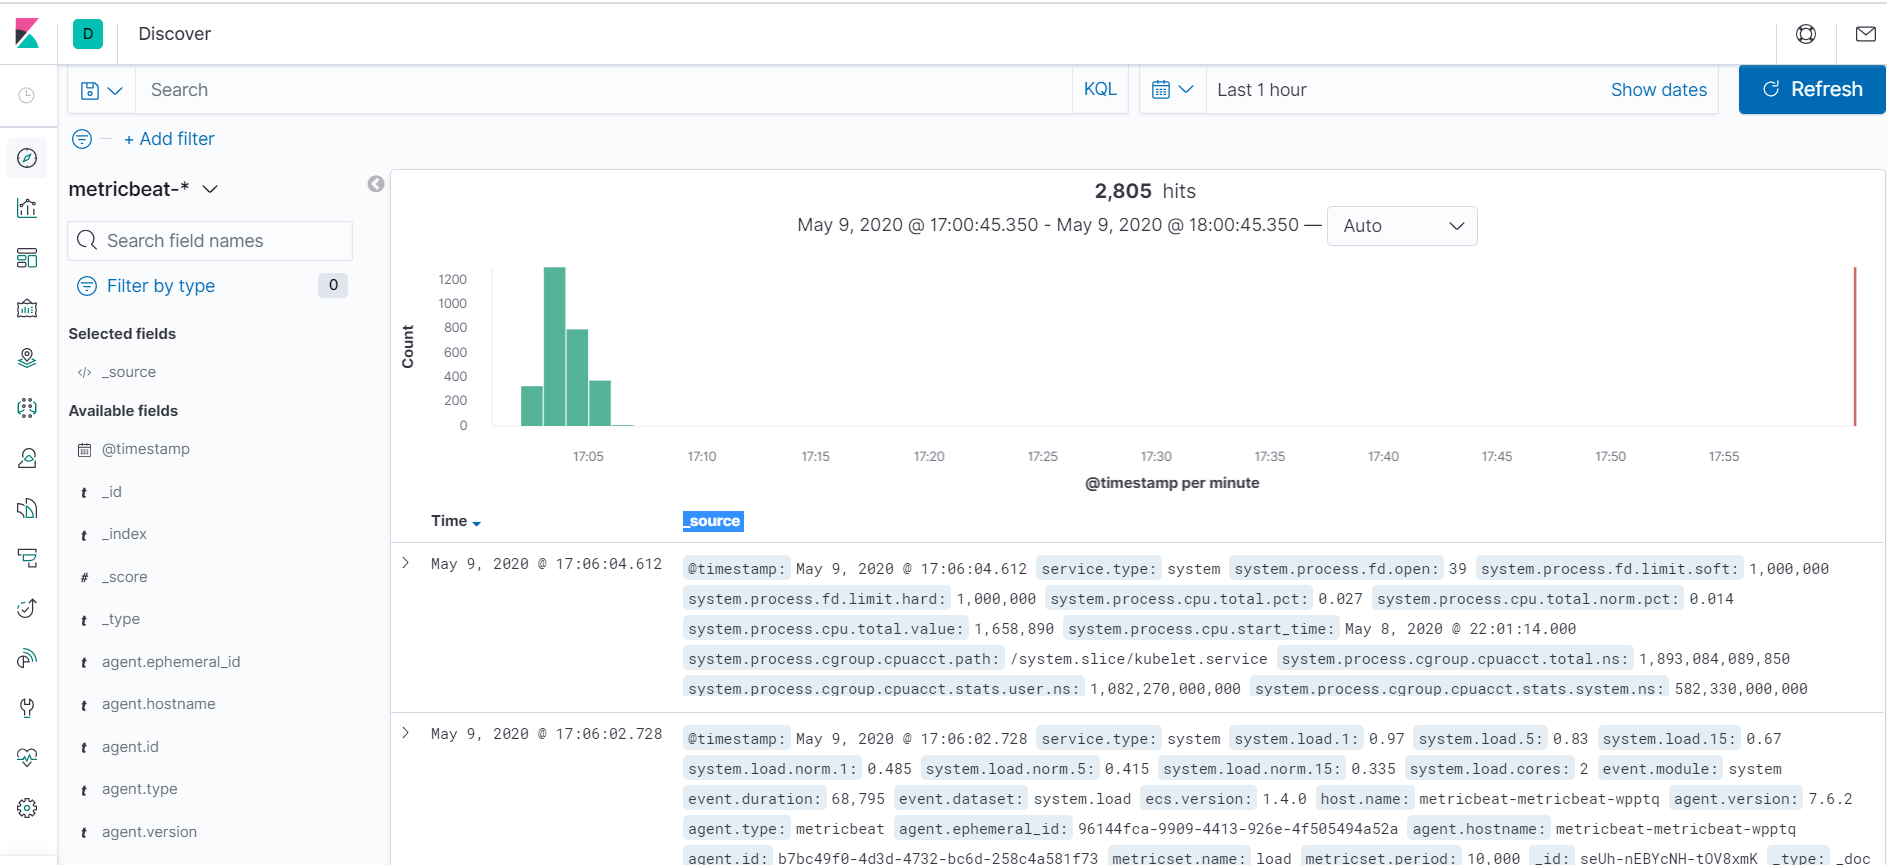 D Discover
Search KQL Last 1 hour Show dates Refresh
+ Add filter
metricbeat-*
Search field names
Filter by type 0
Selected fields
</> _source
Available fields
@timestamp
t _id
t _index
# _score
t _type
t agent.ephemeral_id
t agent.hostname
t agent.id
t agent.type
t agent.version
2,805 hits
May 9, 2020 @ 17:00:45.350 - May 9, 2020 @ 18:00:45.350 — Auto
Count
1200
1000
800
600
400
200
0
17:05 17:10 17:15 17:20 17:25 17:30 17:35 17:40 17:45 17:50 17:55
@timestamp per minute
Time _source
May 9, 2020 @ 17:06:04.612 @timestamp: May 9, 2020 @ 17:06:04.612 service.type: system system.process.fd.open: 39 system.process.fd.limit.soft: 1,000,000
system.process.fd.limit.hard: 1,000,000 system.process.cpu.total.pct: 0.027 system.process.cpu.total.norm.pct: 0.014
system.process.cpu.total.value: 1,658,890 system.process.cpu.start_time: May 8, 2020 @ 22:01:14.000
system.process.cgroup.cpuacct.path: /system.slice/kubelet.service system.process.cgroup.cpuacct.total.ns: 1,893,084,089,850
system.process.cgroup.cpuacct.stats.user.ns: 1,082,270,000,000 system.process.cgroup.cpuacct.stats.system.ns: 582,330,000,000
May 9, 2020 @ 17:06:02.728 @timestamp: May 9, 2020 @ 17:06:02.728 service.type: system system.load.1: 0.97 system.load.5: 0.83 system.load.15: 0.67
system.load.norm.1: 0.485 system.load.norm.5: 0.415 system.load.norm.15: 0.335 system.load.cores: 2 event.module: system
event.duration: 68,795 event.dataset: system.load ecs.version: 1.4.0 host.name: metricbeat-metricbeat-wpptq agent.version: 7.6.2
agent.type: metricbeat agent.ephemeral_id: 96144fca-9909-4413-926e-4f505494a52a agent.hostname: metricbeat-metricbeat-wpptq
agent.id: b7bc49f0-4d3d-4732-bc6d-258c4a581f73 metricset.name: load metricset.period: 10,000 _id: seUh-nEBYcNH-tOV8xmK _type: _doc